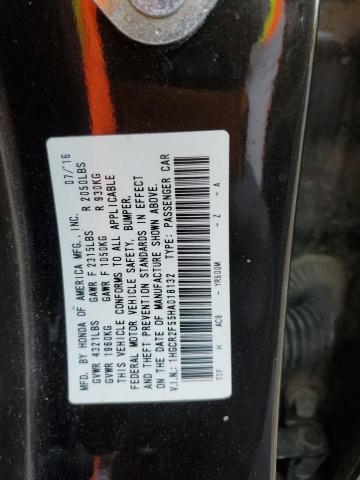 MFD. BY HONDA OF AMERICA MFG., INC. 07/16
GVWR 4321LBS GAWR F 2315LBS R 2050LBS
GVWR 1960KG GAWR F 1050KG R 930KG
THIS VEHICLE CONFORMS TO ALL APPLICABLE
FEDERAL MOTOR VEHICLE SAFETY, BUMPER,
AND THEFT PREVENTION STANDARDS IN EFFECT
ON THE DATE OF MANUFACTURE SHOWN ABOVE.
V.I.N.: 1HGCR2F55HA018132 TYPE: PASSENGER CAR
T2F H AC8 - YR600M - Z - A